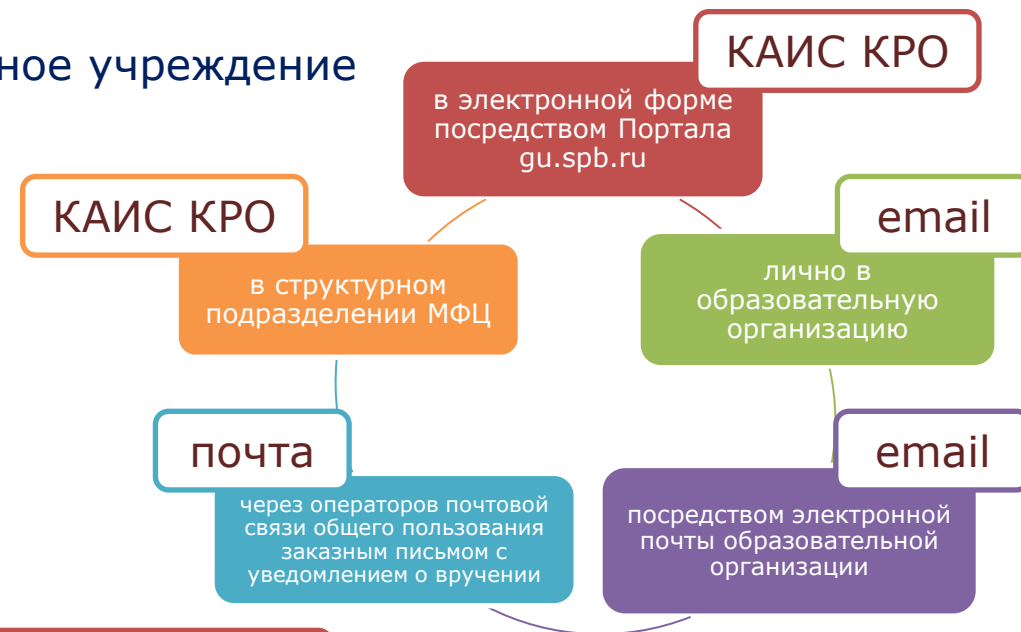 ное учреждение
КАИС КРО
в электронной форме
посредством Портала
gu.spb.ru
КАИС КРО
в структурном
подразделении МФЦ
email
лично в
образовательную
организацию
почта
через операторов почтовой
связи общего пользования
заказным письмом с
уведомлением о вручении
email
посредством электронной
почты образовательной
организации